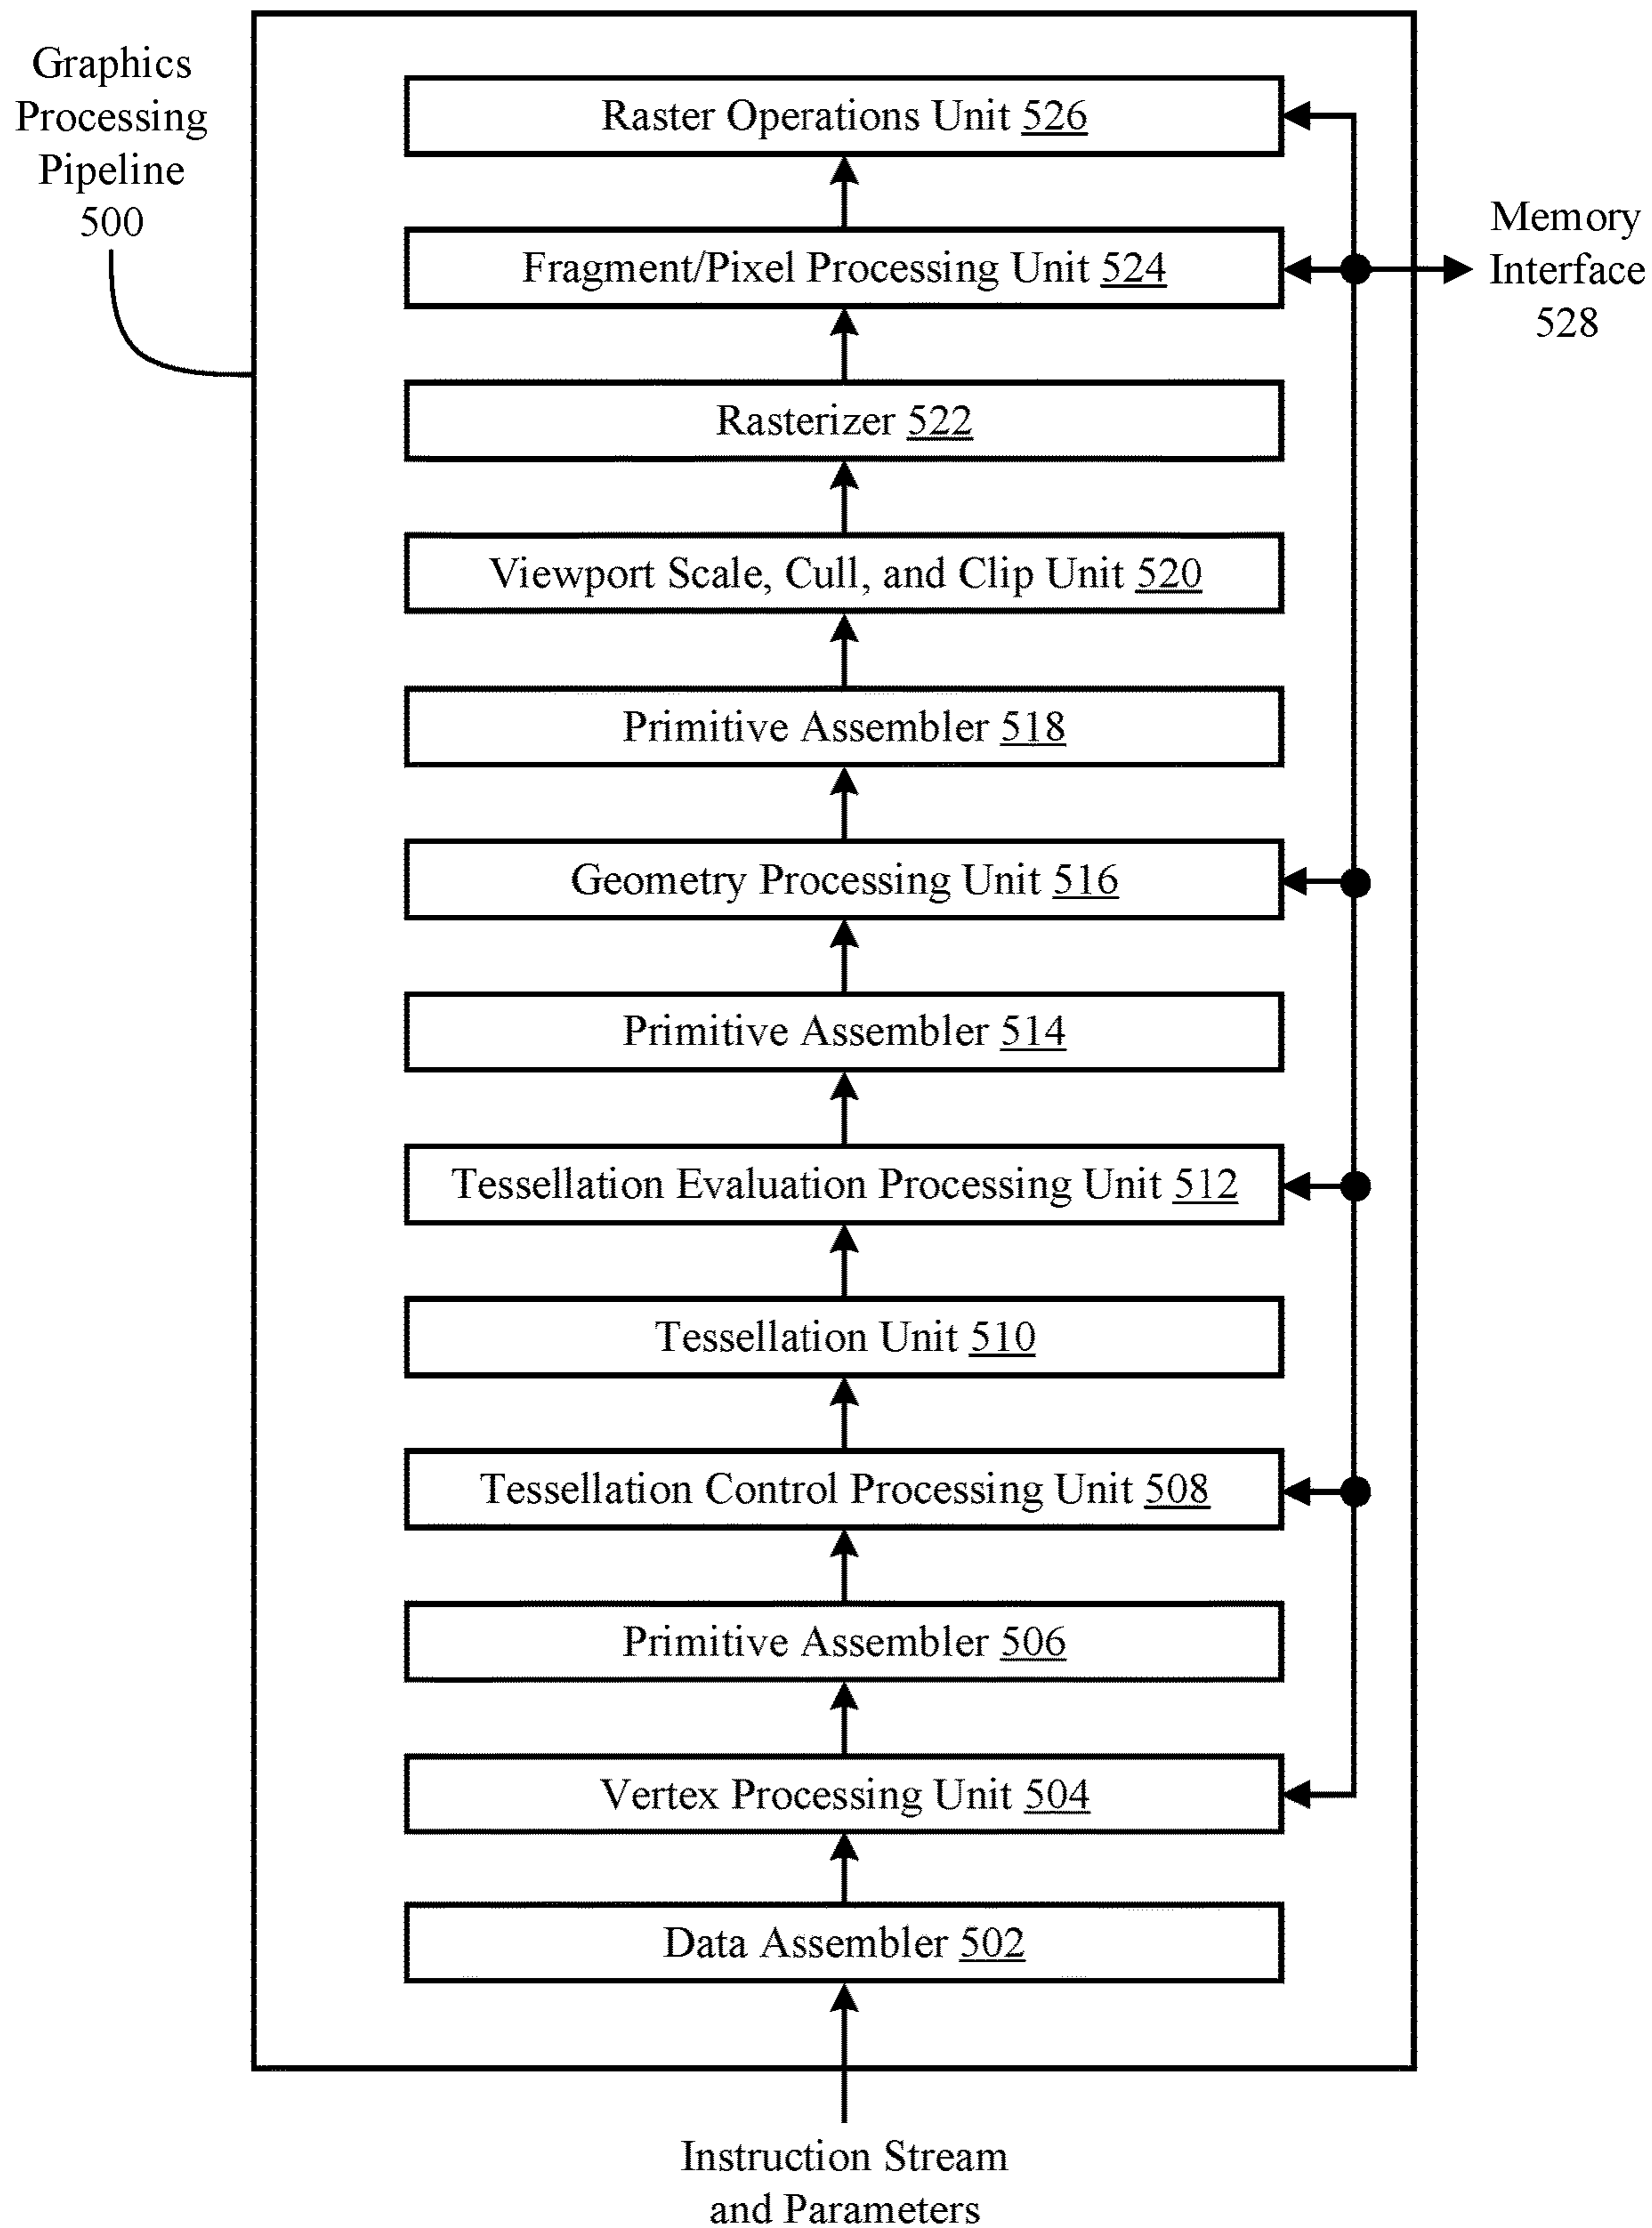 Graphics
Processing
Pipeline
500
Raster Operations Unit 526
Fragment/Pixel Processing Unit 524
Memory
Interface
528
Rasterizer 522
Viewport Scale, Cull, and Clip Unit 520
Primitive Assembler 518
Geometry Processing Unit 516
Primitive Assembler 514
Tessellation Evaluation Processing Unit 512
Tessellation Unit 510
Tessellation Control Processing Unit 508
Primitive Assembler 506
Vertex Processing Unit 504
Data Assembler 502
Instruction Stream
and Parameters